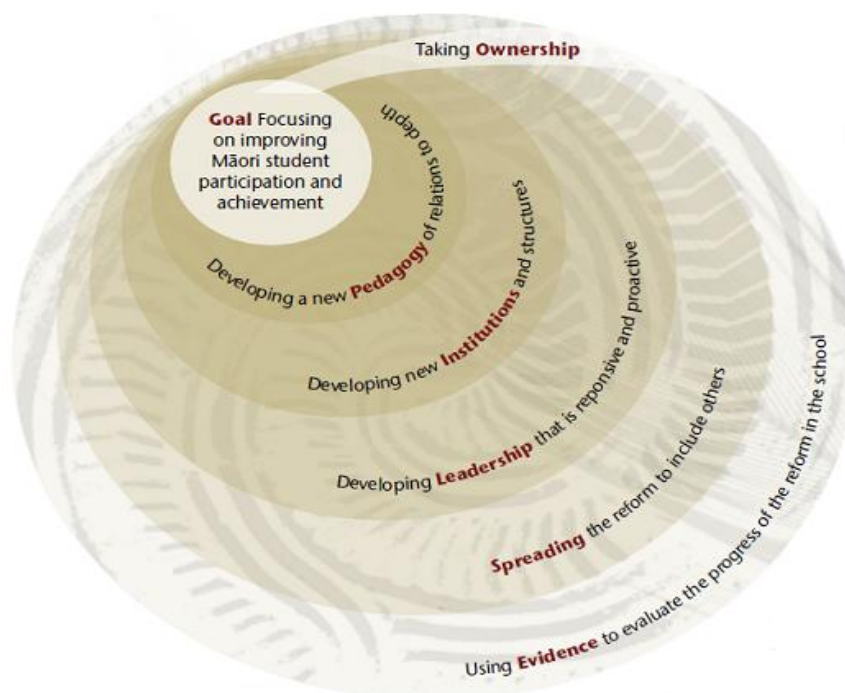 Taking Ownership
Goal Focusing
on improving
Māori student
participation and
achievement
Developing a new Pedagogy of relations to depth
Developing new Institutions and structures
Developing Leadership that is reponsive and proactive
Spreading the reform to include others
Using Evidence to evaluate the progress of the reform in the school